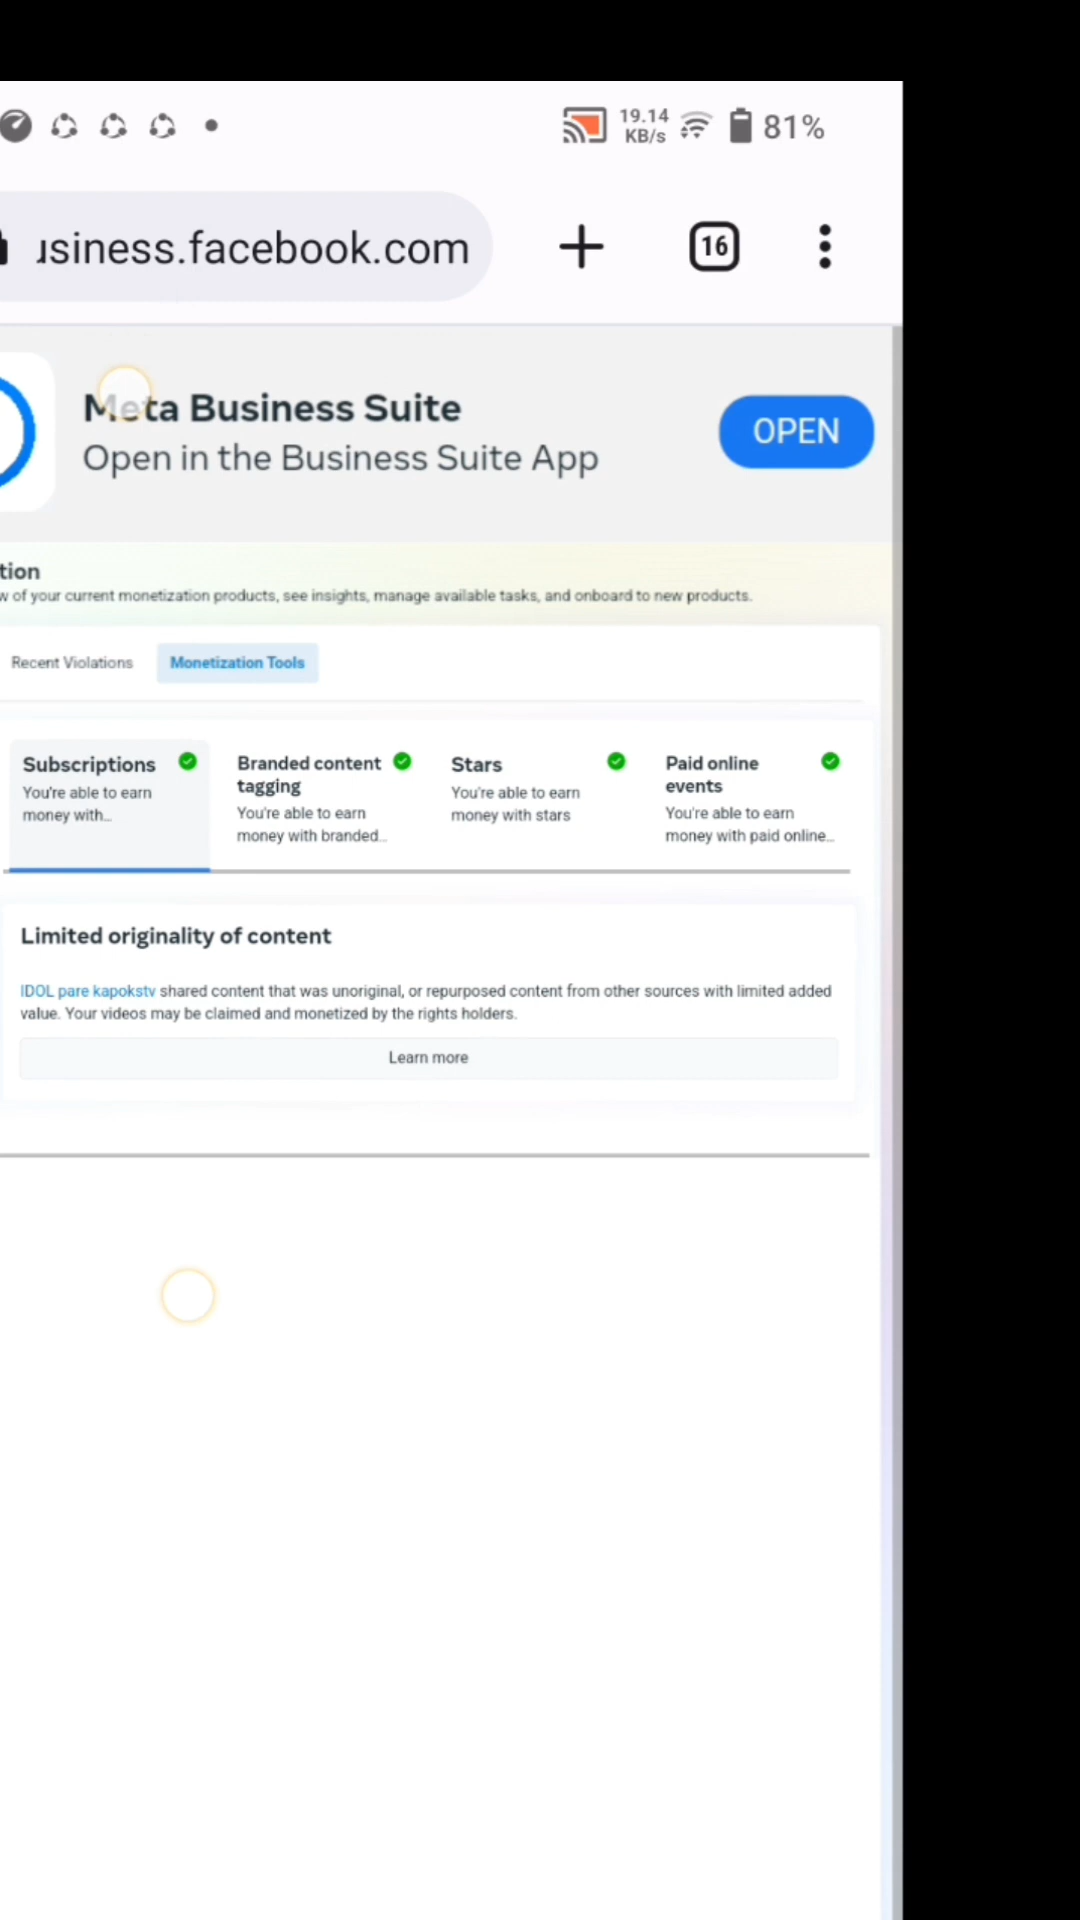 19.14
KB/s
81%
siness.facebook.com
16
Meta Business Suite
Open in the Business Suite App
OPEN
tion
w of your current monetization products, see insights, manage available tasks, and onboard to new products.
Recent Violations
Monetization Tools
Subscriptions
You're able to earn
money with...
Branded content
tagging
You're able to earn
money with branded...
Stars
You're able to earn
money with stars
Paid online
events
You're able to earn
money with paid online...
Limited originality of content
IDOL pare kapokstv shared content that was unoriginal, or repurposed content from other sources with limited added
value. Your videos may be claimed and monetized by the rights holders.
Learn more